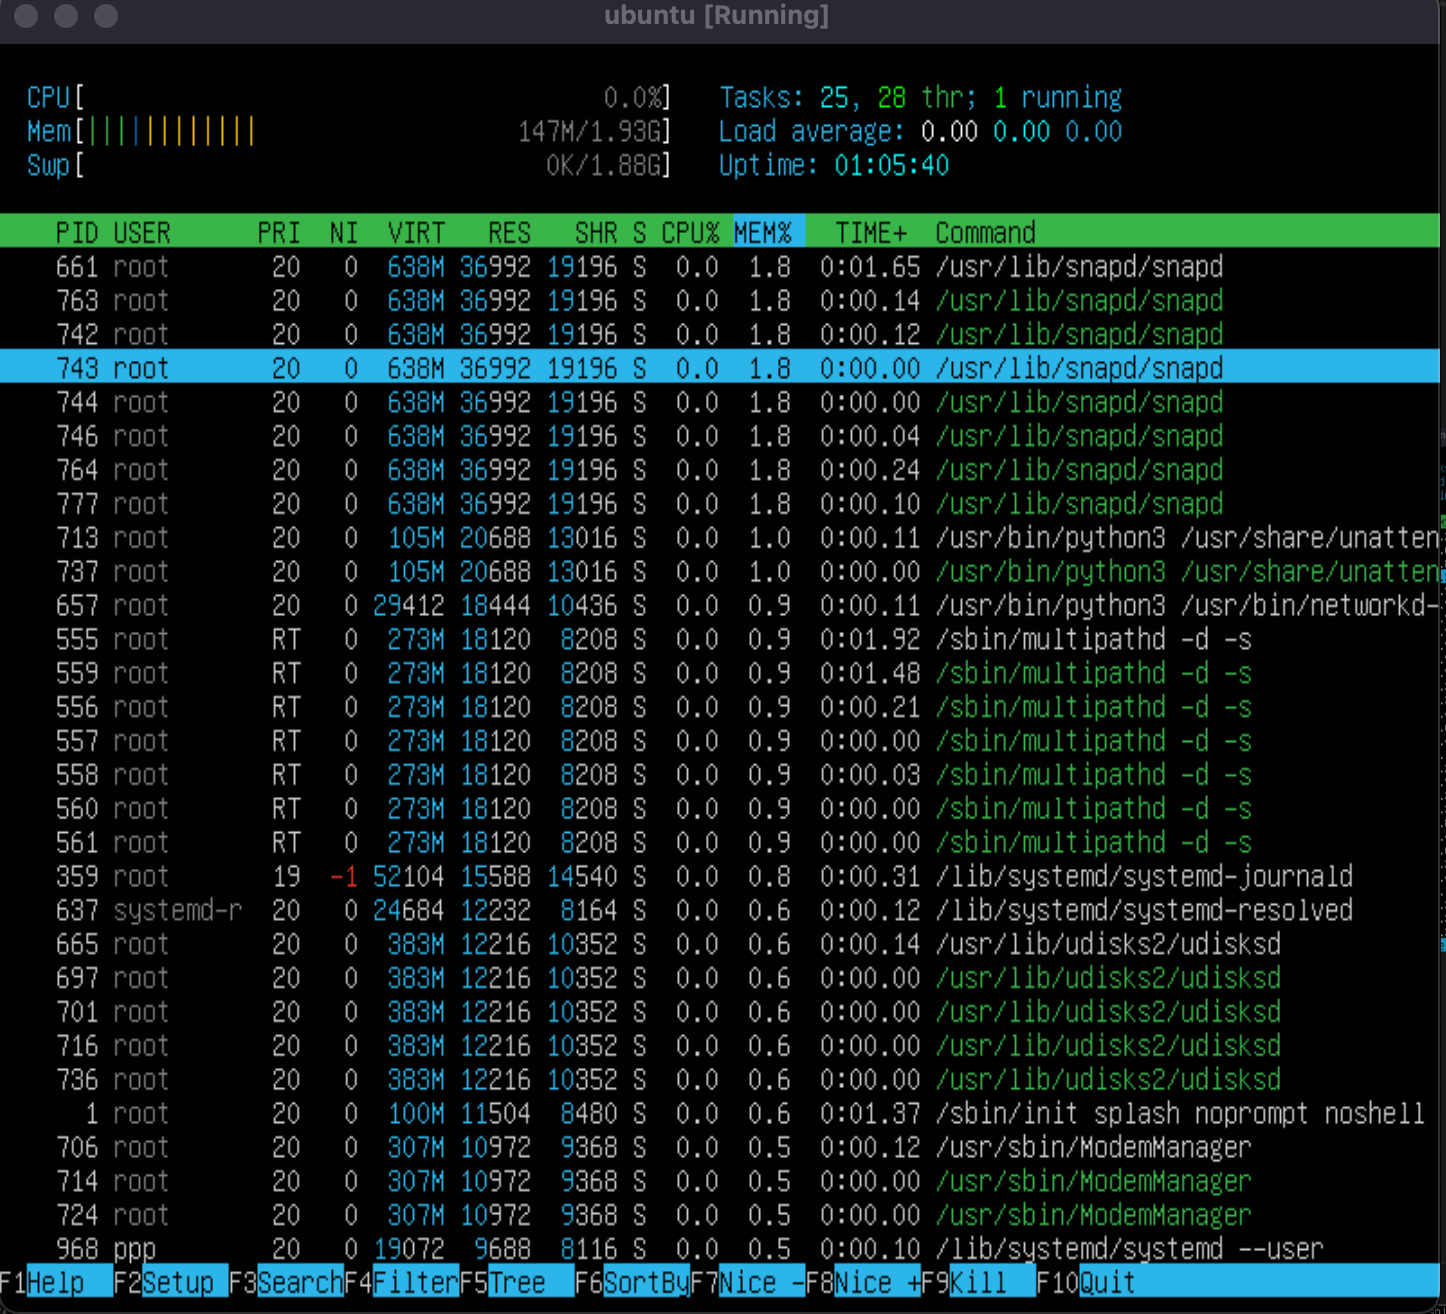 ubuntu [Running]
CPU[ 0.0%] Tasks: 25, 28 thr; 1 running
Mem[||||||||||||| 147M/1.93G] Load average: 0.00 0.00 0.00
Swp[ 0K/1.88G] Uptime: 01:05:40
PID USER PRI NI VIRT RES SHR S CPU% MEM% TIME+ Command
661 root 20 0 638M 36992 19196 S 0.0 1.8 0:01.65 /usr/lib/snapd/snapd
763 root 20 0 638M 36992 19196 S 0.0 1.8 0:00.14 /usr/lib/snapd/snapd
742 root 20 0 638M 36992 19196 S 0.0 1.8 0:00.12 /usr/lib/snapd/snapd
743 root 20 0 638M 36992 19196 S 0.0 1.8 0:00.00 /usr/lib/snapd/snapd
744 root 20 0 638M 36992 19196 S 0.0 1.8 0:00.00 /usr/lib/snapd/snapd
746 root 20 0 638M 36992 19196 S 0.0 1.8 0:00.04 /usr/lib/snapd/snapd
764 root 20 0 638M 36992 19196 S 0.0 1.8 0:00.24 /usr/lib/snapd/snapd
777 root 20 0 638M 36992 19196 S 0.0 1.8 0:00.10 /usr/lib/snapd/snapd
713 root 20 0 105M 20688 13016 S 0.0 1.0 0:00.11 /usr/bin/python3 /usr/share/unatten
737 root 20 0 105M 20688 13016 S 0.0 1.0 0:00.00 /usr/bin/python3 /usr/share/unatten
657 root 20 0 29412 18444 10436 S 0.0 0.9 0:00.11 /usr/bin/python3 /usr/bin/networkd-
555 root RT 0 273M 18120 8208 S 0.0 0.9 0:01.92 /sbin/multipathd -d -s
559 root RT 0 273M 18120 8208 S 0.0 0.9 0:01.48 /sbin/multipathd -d -s
556 root RT 0 273M 18120 8208 S 0.0 0.9 0:00.21 /sbin/multipathd -d -s
557 root RT 0 273M 18120 8208 S 0.0 0.9 0:00.00 /sbin/multipathd -d -s
558 root RT 0 273M 18120 8208 S 0.0 0.9 0:00.03 /sbin/multipathd -d -s
560 root RT 0 273M 18120 8208 S 0.0 0.9 0:00.00 /sbin/multipathd -d -s
561 root RT 0 273M 18120 8208 S 0.0 0.9 0:00.00 /sbin/multipathd -d -s
359 root 19 -1 52104 15588 14540 S 0.0 0.8 0:00.31 /lib/systemd/systemd-journald
637 systemd-r 20 0 24684 12232 8164 S 0.0 0.6 0:00.12 /lib/systemd/systemd-resolved
665 root 20 0 383M 12216 10352 S 0.0 0.6 0:00.14 /usr/lib/udisks2/udisksd
697 root 20 0 383M 12216 10352 S 0.0 0.6 0:00.00 /usr/lib/udisks2/udisksd
701 root 20 0 383M 12216 10352 S 0.0 0.6 0:00.00 /usr/lib/udisks2/udisksd
716 root 20 0 383M 12216 10352 S 0.0 0.6 0:00.00 /usr/lib/udisks2/udisksd
736 root 20 0 383M 12216 10352 S 0.0 0.6 0:00.00 /usr/lib/udisks2/udisksd
1 root 20 0 100M 11504 8480 S 0.0 0.6 0:01.37 /sbin/init splash noprompt noshell
706 root 20 0 307M 10972 9368 S 0.0 0.5 0:00.12 /usr/sbin/ModemManager
714 root 20 0 307M 10972 9368 S 0.0 0.5 0:00.00 /usr/sbin/ModemManager
724 root 20 0 307M 10972 9368 S 0.0 0.5 0:00.00 /usr/sbin/ModemManager
968 ppp 20 0 19072 9688 8116 S 0.0 0.5 0:00.10 /lib/systemd/systemd --user
F1Help F2Setup F3SearchF4FilterF5Tree F6SortByF7Nice -F8Nice +F9Kill F10Quit